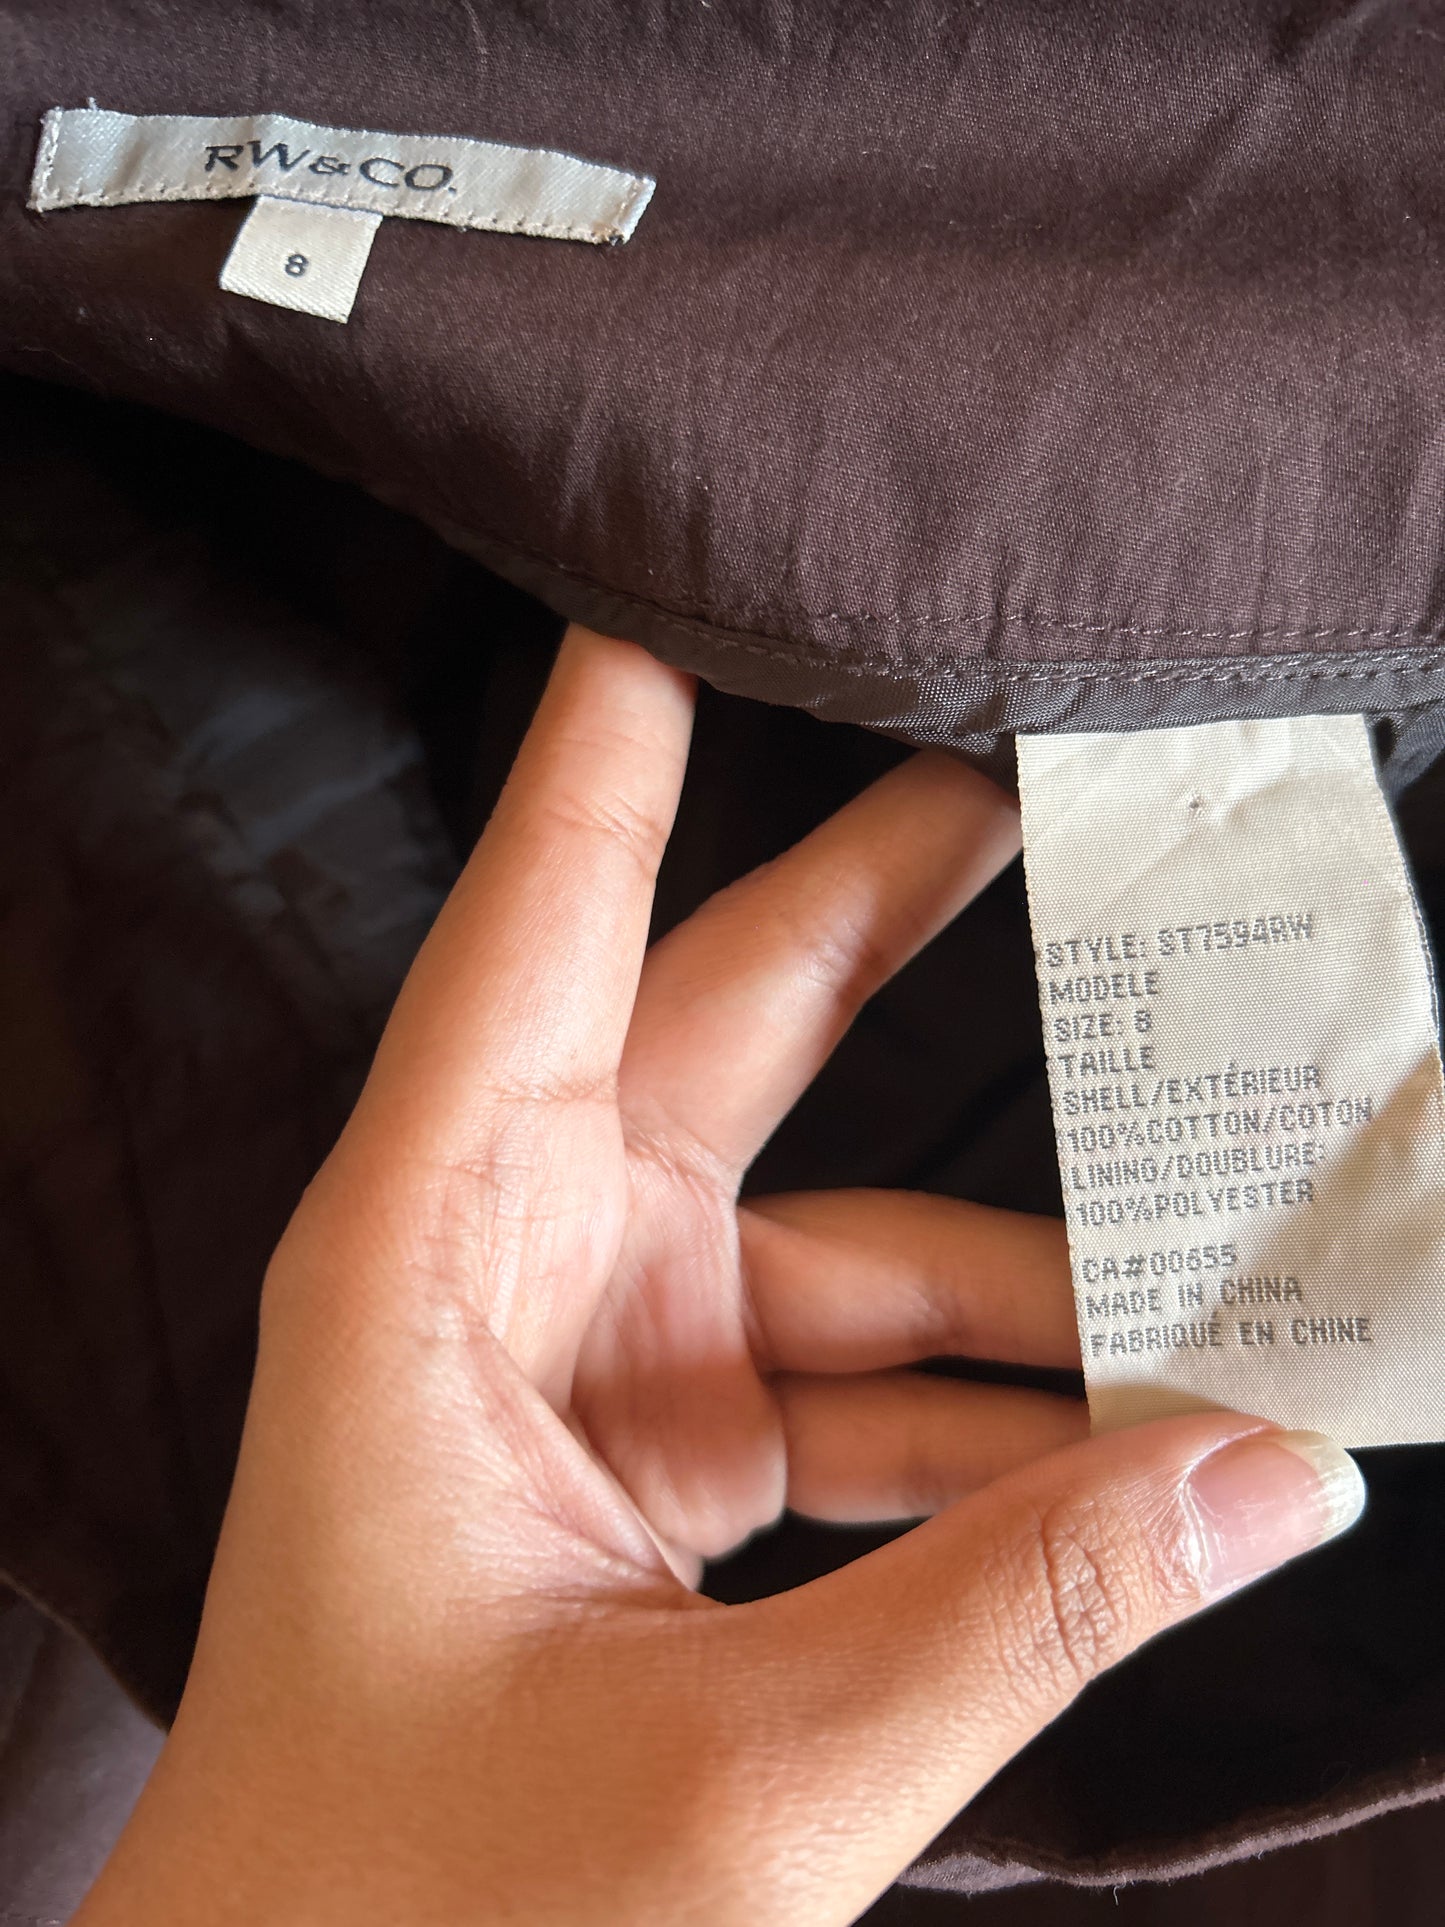 RW&CO.
8
STYLE: ST7594RW
MODELE
SIZE: 8
TAILLE
SHELL/EXTÉRIEUR
100%COTTON/COTON
LINING/DOUBLURE:
100%POLYESTER
CA#00655
MADE IN CHINA
FABRIQUÉ EN CHINE